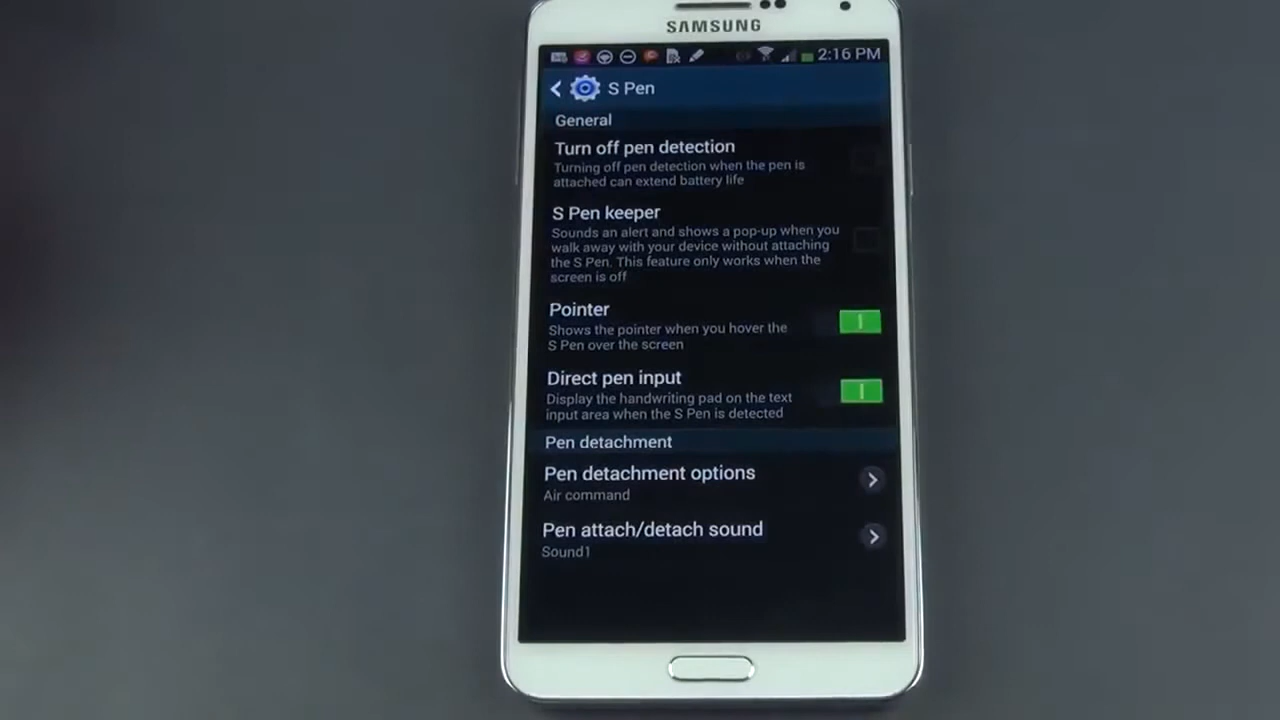 SAMSUNG
2:16 PM
S Pen
General
Turn off pen detection
Turning off pen detection when the pen is
attached can extend battery life
S Pen keeper
Sounds an alert and shows a pop-up when you
walk away with your device without attaching
the S Pen. This feature only works when the
screen is off
Pointer
Shows the pointer when you hover the
S Pen over the screen
Direct pen input
Display the handwriting pad on the text
input area when the S Pen is detected
Pen detachment
Pen detachment options
Air command
Pen attach/detach sound
Sound1